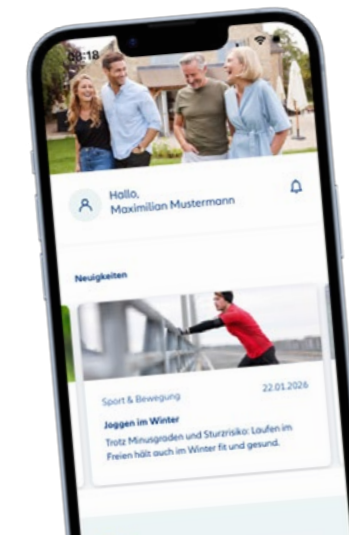 08:18
Hallo,
Maximilian Mustermann
Neuigkeiten
Sport & Bewegung
22.01.2026
Joggen im Winter
Trotz Minusgraden und Sturzrisiko: Laufen im
Freien hält auch im Winter fit und gesund.